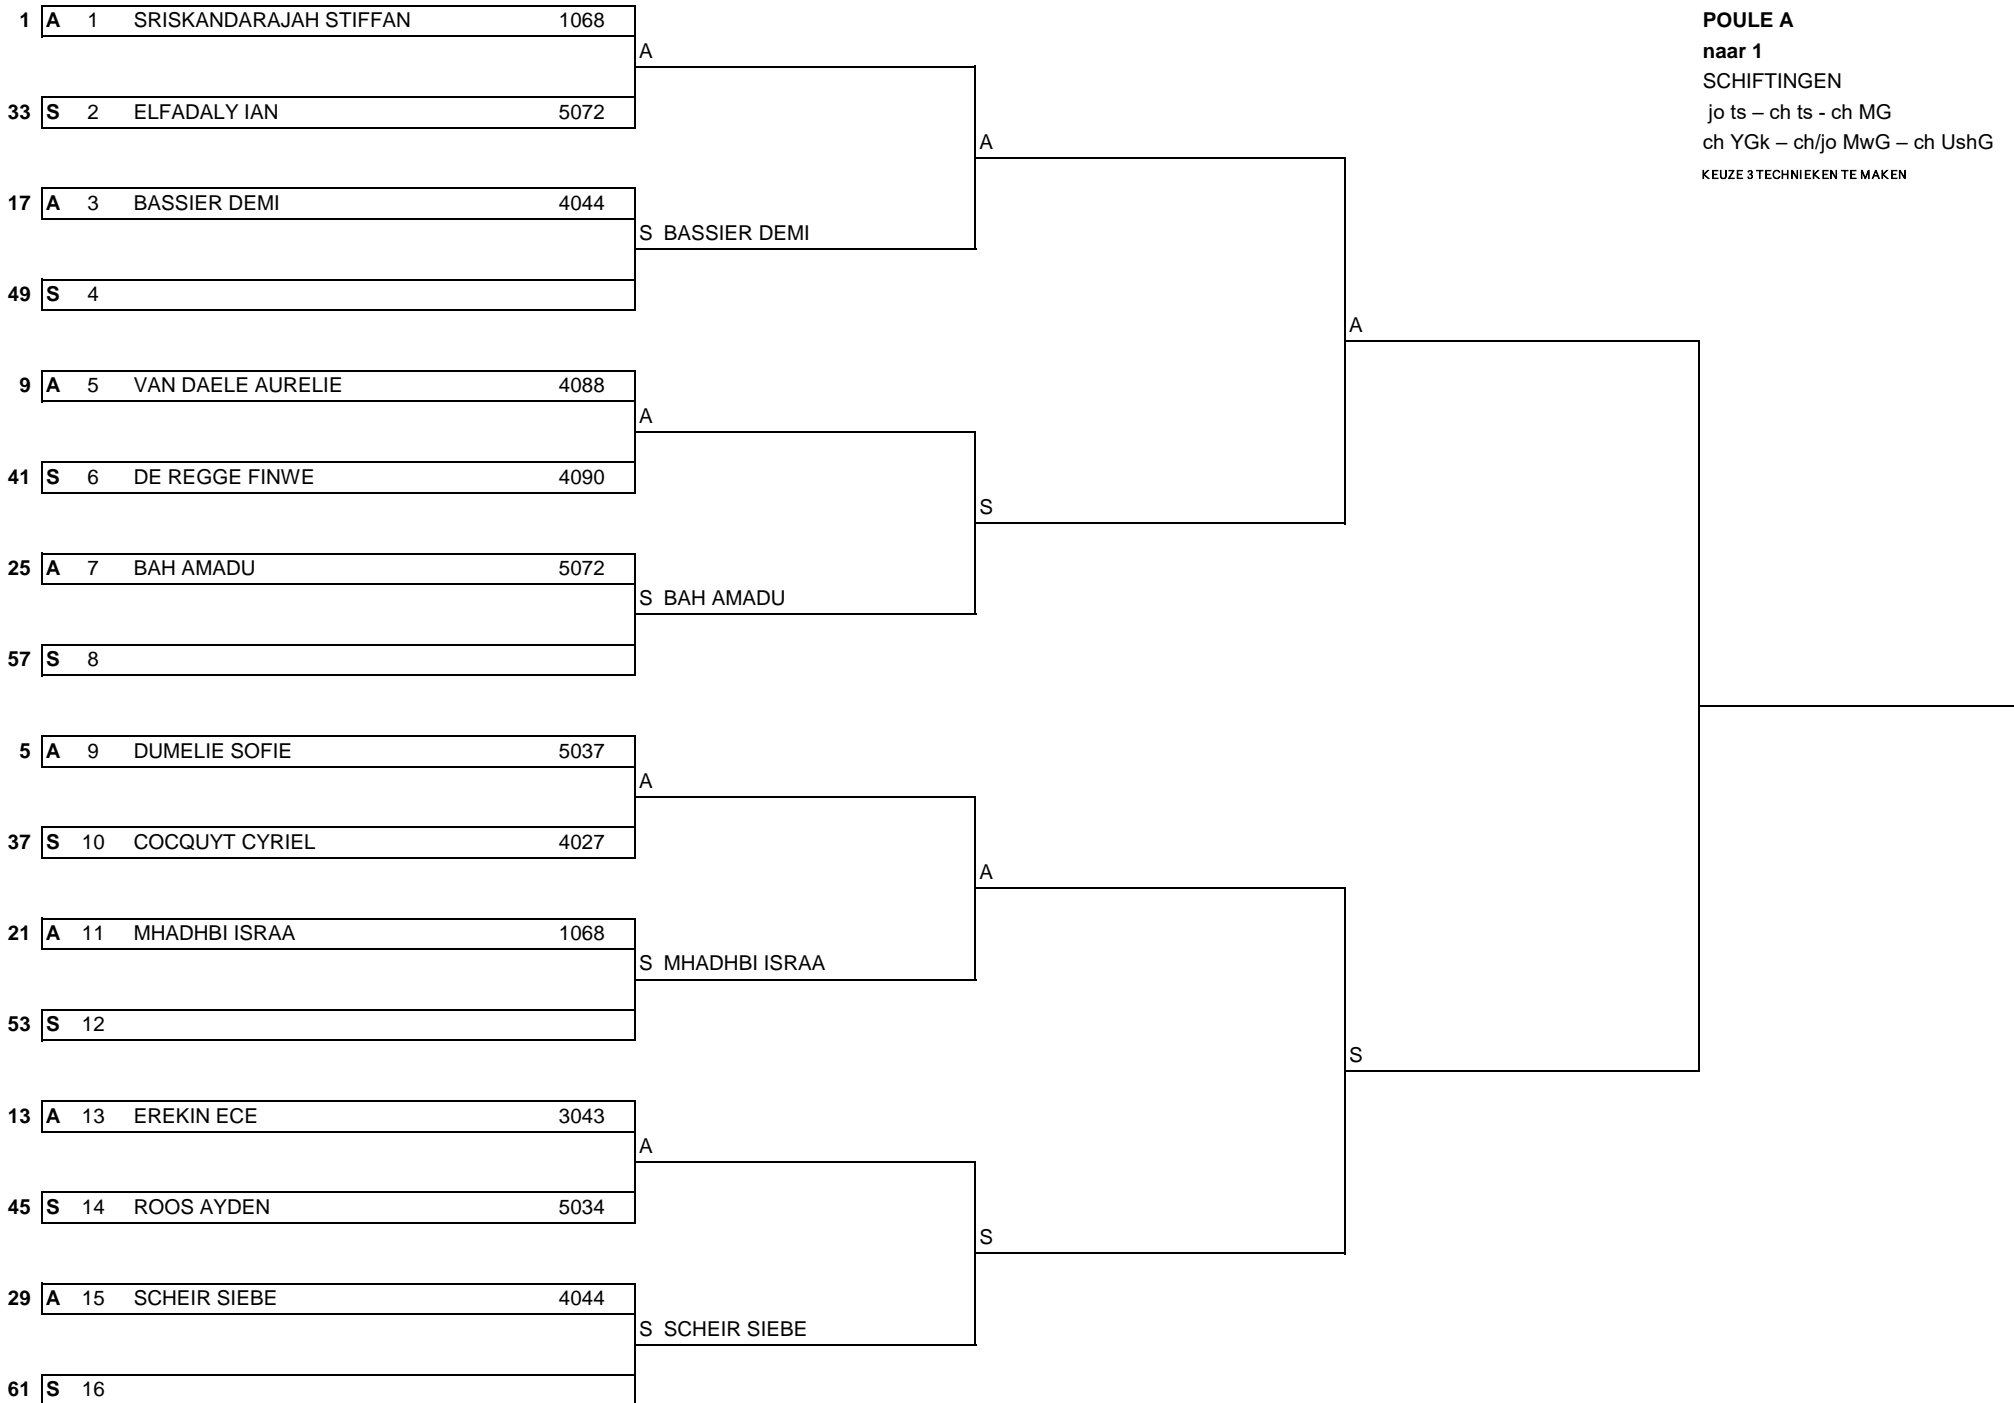 1 A 1 SRISKANDARAJAH STIFFAN 1068
POULE A
A
naar 1
SCHIFTINGEN
33 S 2 ELFADALY IAN 5072
jo ts – ch ts - ch MG
A
ch YGk – ch/jo MwG – ch UshG
KEUZE 3 TECHNIEKEN TE MAKEN
17 A 3 BASSIER DEMI 4044
S BASSIER DEMI
49 S 4
A
9 A 5 VAN DAELE AURELIE 4088
A
41 S 6 DE REGGE FINWE 4090
S
25 A 7 BAH AMADU 5072
S BAH AMADU
57 S 8
5 A 9 DUMELIE SOFIE 5037
A
37 S 10 COCQUYT CYRIEL 4027
A
21 A 11 MHADHBI ISRAA 1068
S MHADHBI ISRAA
53 S 12
S
13 A 13 EREKIN ECE 3043
A
45 S 14 ROOS AYDEN 5034
S
29 A 15 SCHEIR SIEBE 4044
S SCHEIR SIEBE
61 S 16